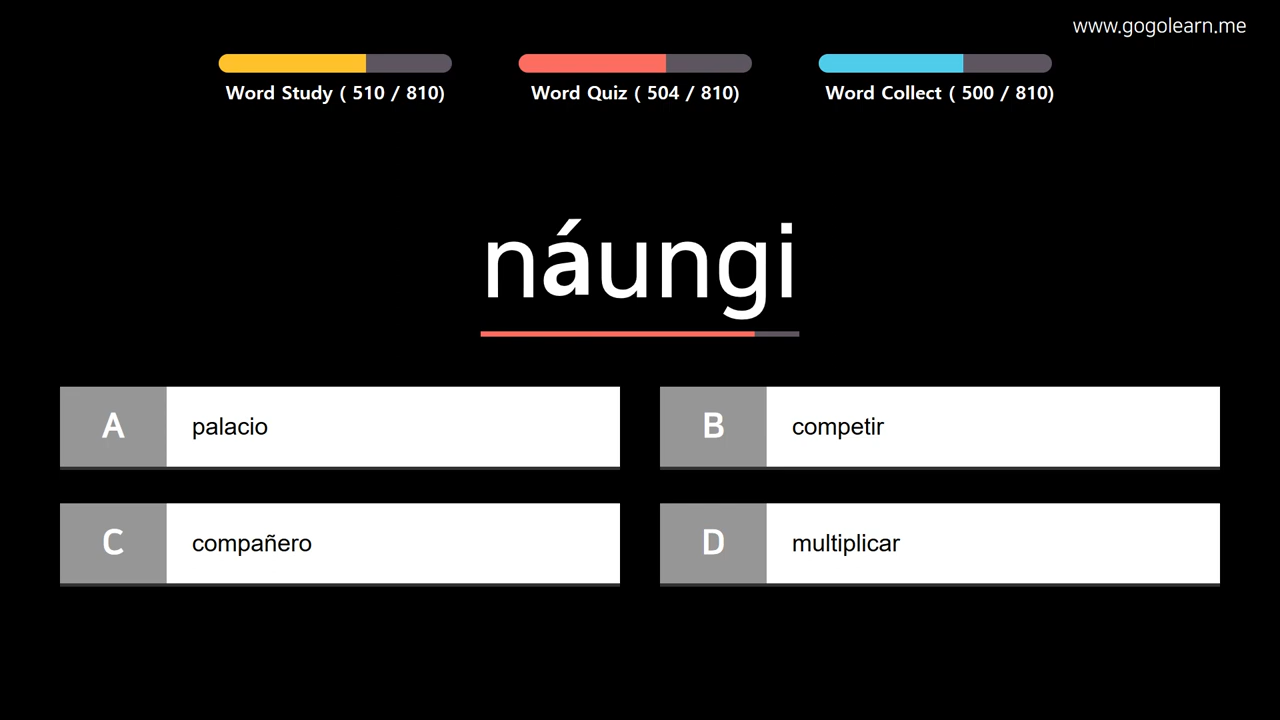 www.gogolearn.me
Word Study ( 510 / 810)
Word Quiz ( 504 / 810)
Word Collect ( 500 / 810)
náungi
A palacio
B competir
C compañero
D multiplicar